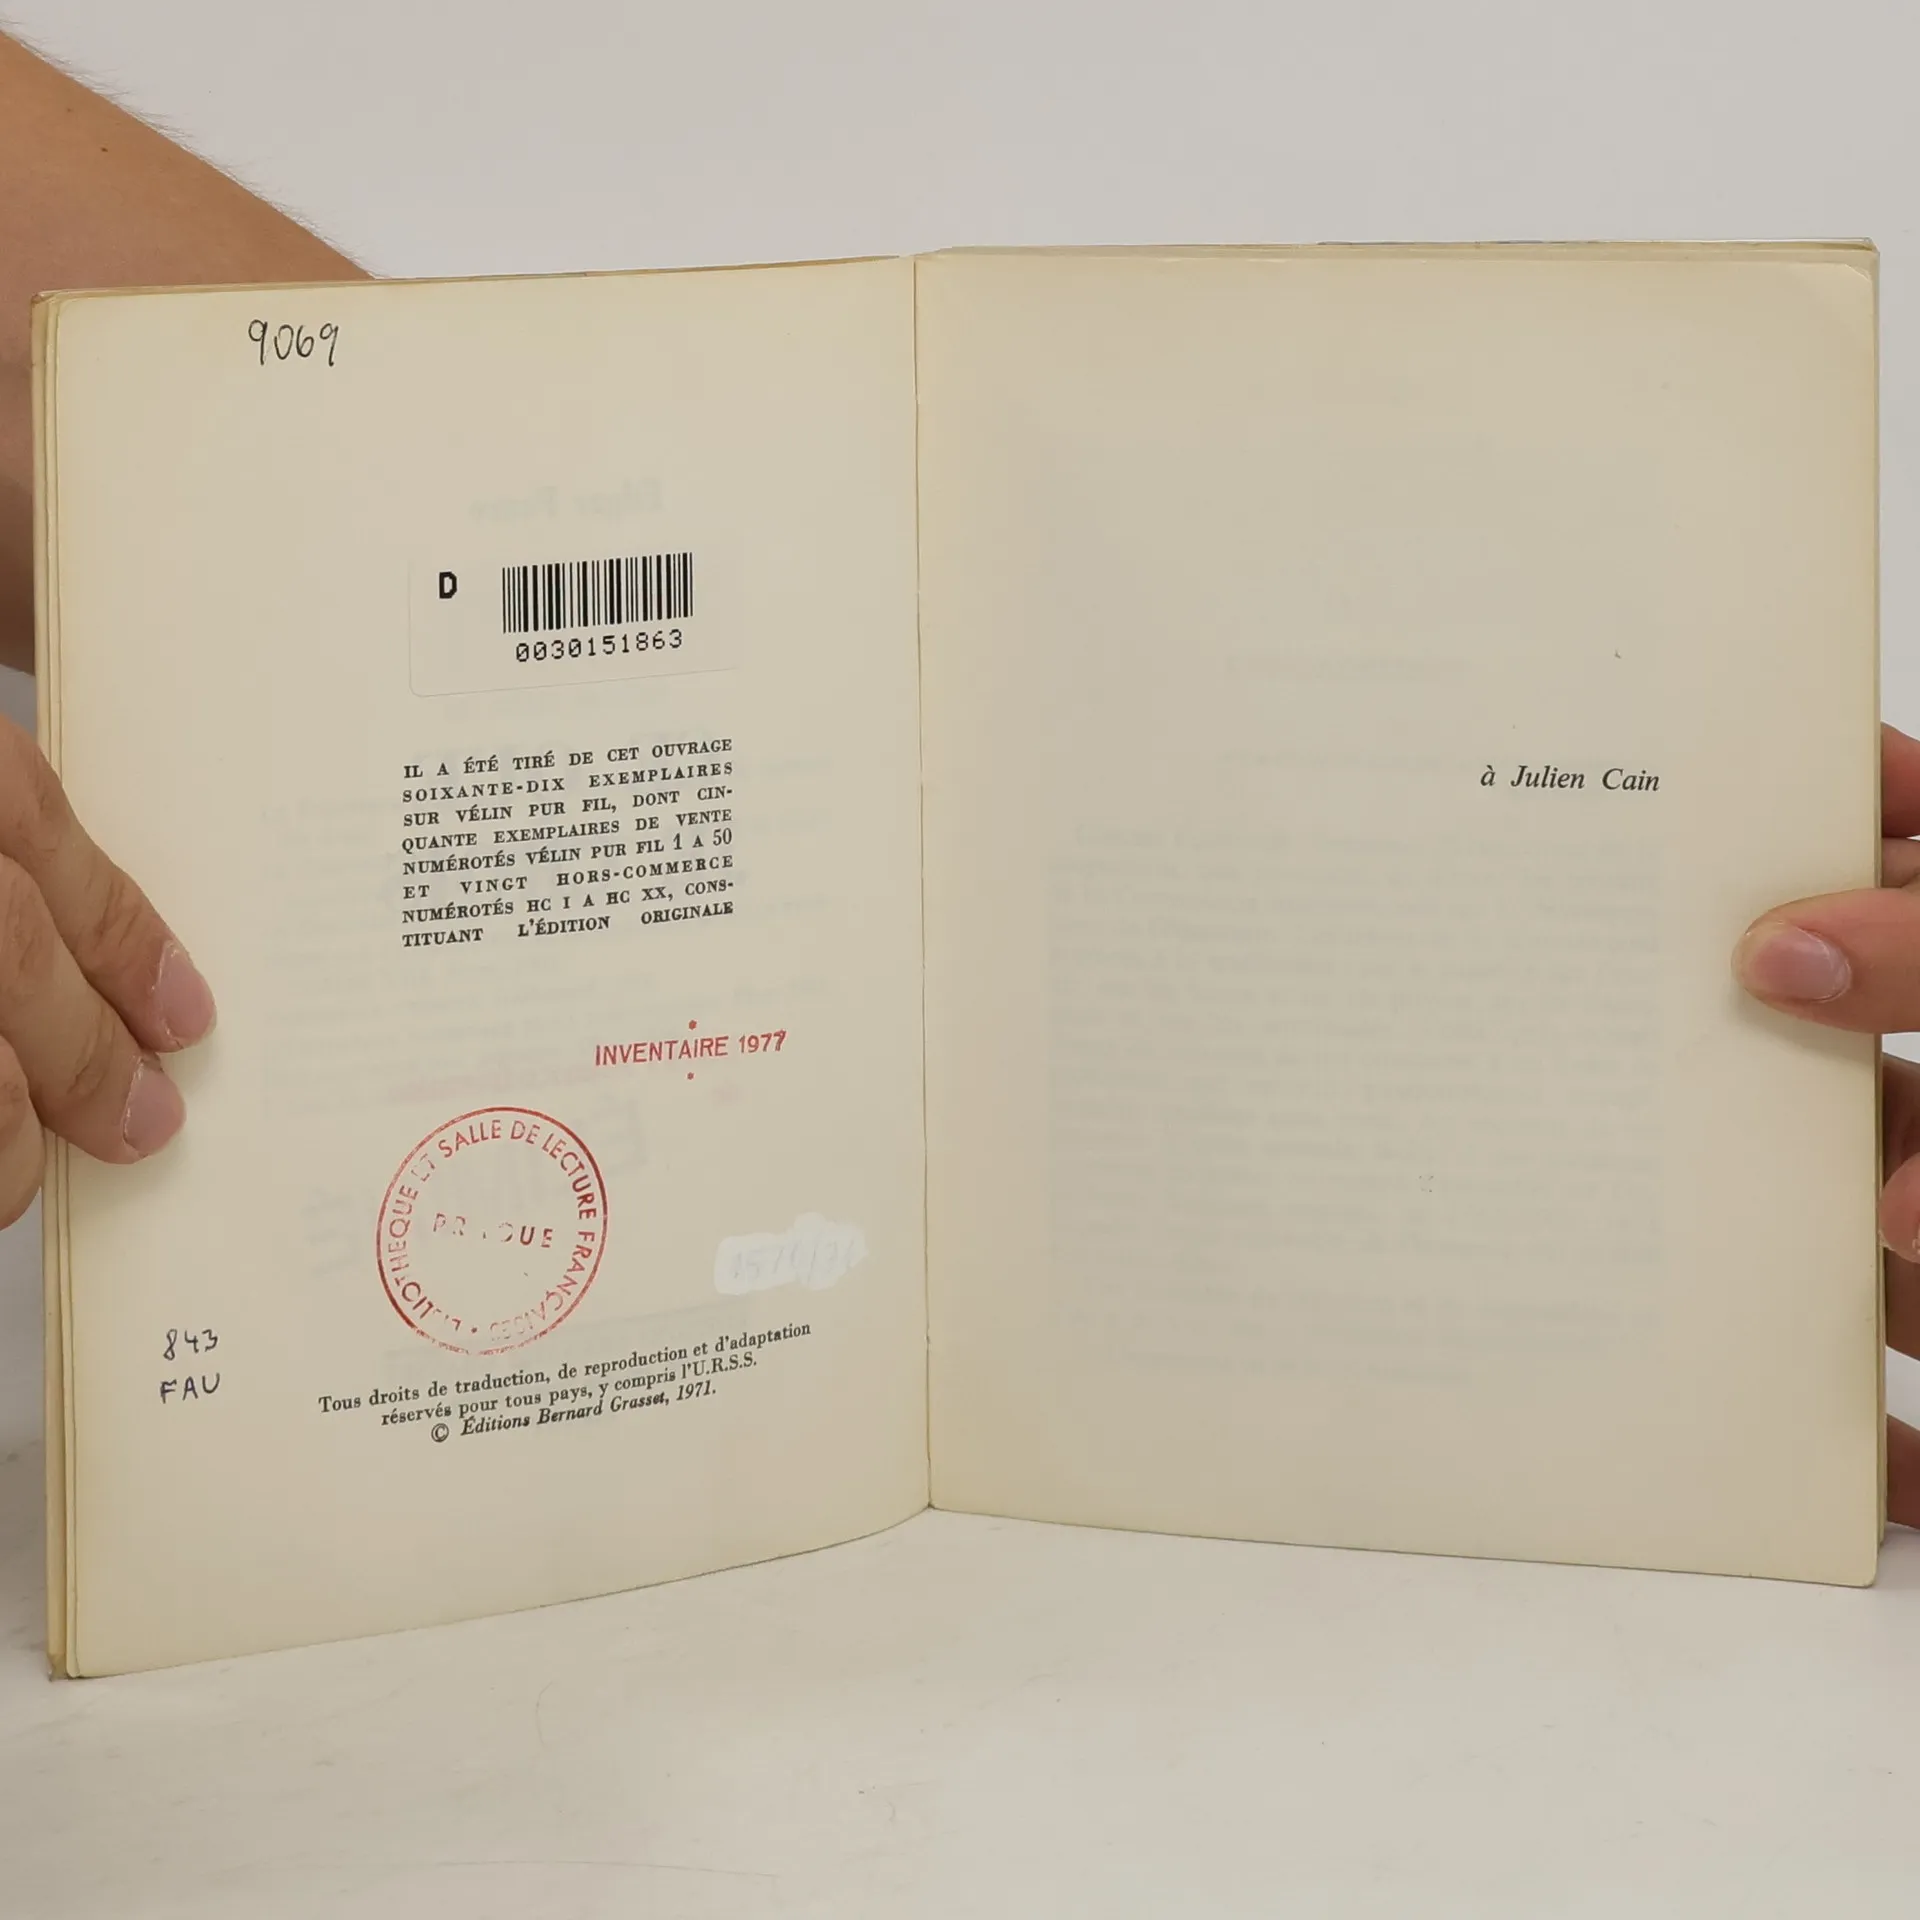 9069
D
0030151863
IL A ÉTÉ TIRÉ DE CET OUVRAGE
SOIXANTE-DIX EXEMPLAIRES
SUR VÉLIN PUR FIL, DONT CIN-
QUANTE EXEMPLAIRES DE VENTE
NUMÉROTÉS VÉLIN PUR FIL 1 A 50
ET VINGT HORS-COMMERCE
NUMÉROTÉS HC I A HC XX, CONS-
TITUANT L'ÉDITION ORIGINALE
INVENTAIRE 1977
ET SALLE DE LECTURE FRANÇAISES
843
FAU
Tous droits de traduction, de reproduction et d'adaptation
réservés pour tous pays, y compris l'U.R.S.S.
© Éditions Bernard Grasset, 1971.
à Julien Cain